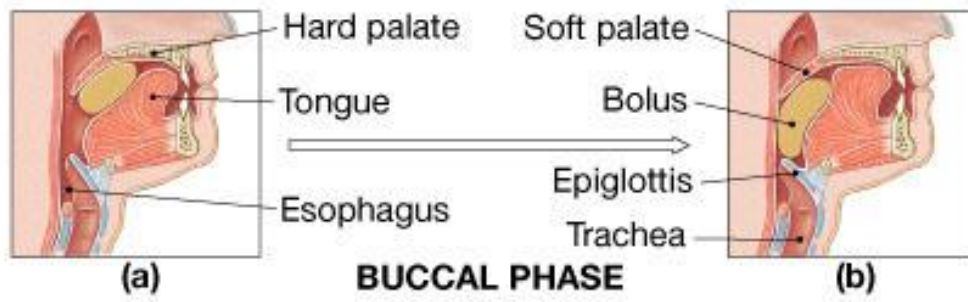 Hard palate
Tongue
Esophagus
Soft palate
Bolus
Epiglottis
Trachea
(a)
BUCCAL PHASE
(b)